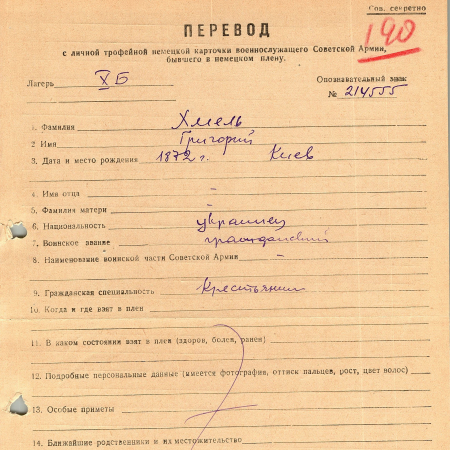 Сов. секретно
190
ПЕРЕВОД
с личной трофейной немецкой карточки военнослужащего Советской Армии,
бывшего в немецком плену.
Лагерь XБ
Опознавательный знак
№ 214555
1. Фамилия Хмель
2 Имя Григорий
3. Дата и место рождения 1872 г. Киев
4. Имя отца –
5. Фамилия матери –
6. Национальность украинец
7. Воинское звание гражданский
8. Наименование воинской части Советской Армии –
9. Гражданская специальность Крестьянин
10. Когда и где взят в плен
11. В каком состоянии взят в плен (здоров, болен, ранен)
12. Подробные персональные данные (имеется фотография, оттиск пальцев, рост, цвет волос)
13. Особые приметы
14. Ближайшие родственники и их местожительство